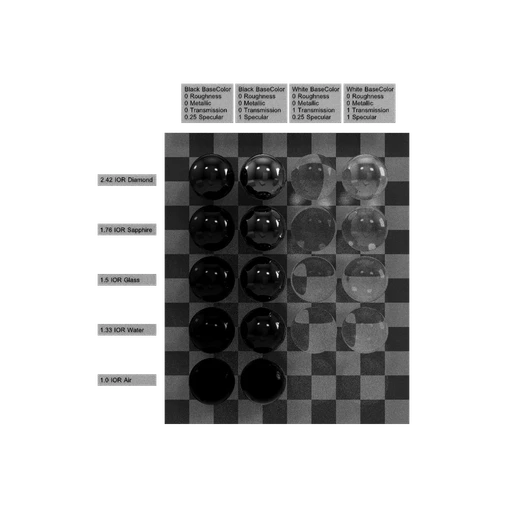 Black BaseColor
0 Roughness
0 Metallic
0 Transmission
0.25 Specular
Black BaseColor
0 Roughness
0 Metallic
0 Transmission
1 Specular
White BaseColor
0 Roughness
0 Metallic
1 Transmission
0.25 Specular
White BaseColor
0 Roughness
0 Metallic
1 Transmission
1 Specular
2.42 IOR Diamond
1.76 IOR Sapphire
1.5 IOR Glass
1.33 IOR Water
1.0 IOR Air